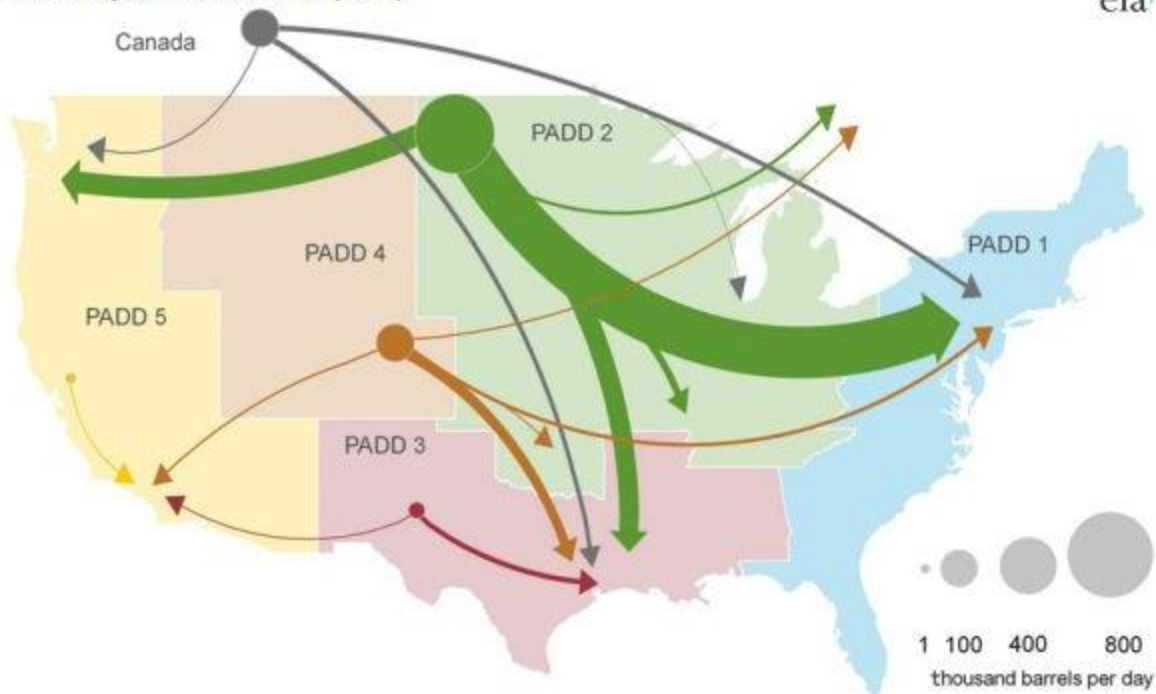 eia
Canada
PADD 2
PADD 1
PADD 4
PADD 5
PADD 3
1 100 400 800
thousand barrels per day